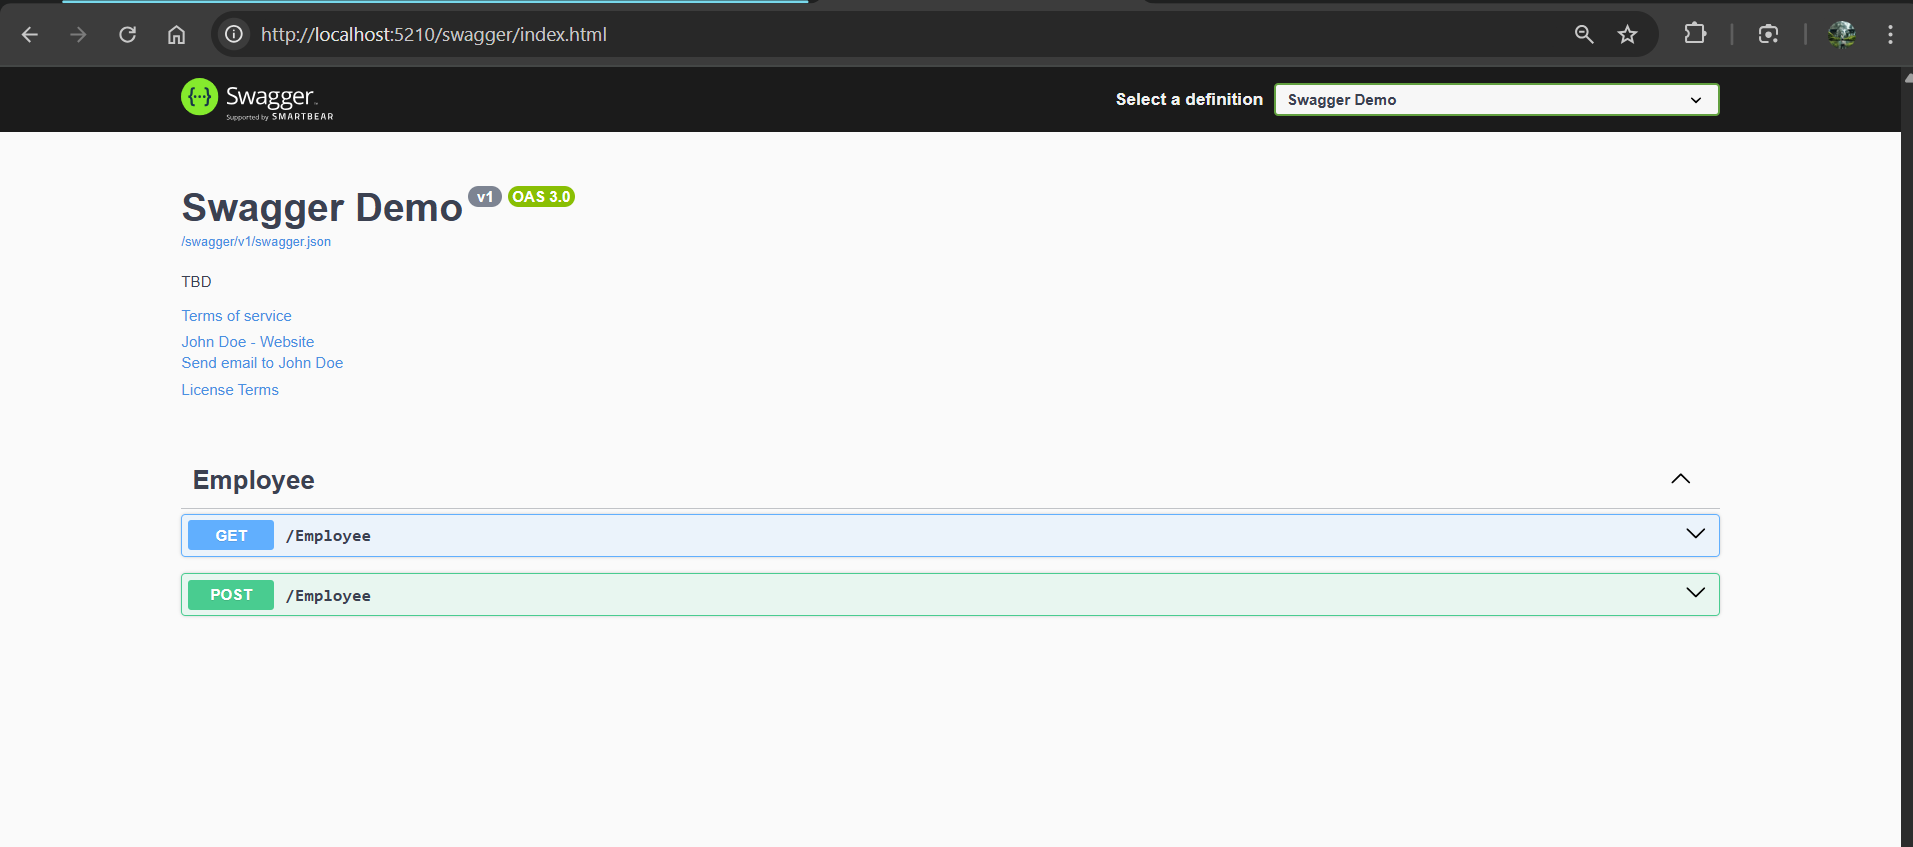 http://localhost:5210/swagger/index.html
{···} Swagger™
Supported by SMARTBEAR
Select a definition
Swagger Demo
Swagger Demo v1 OAS 3.0
/swagger/v1/swagger.json
TBD
Terms of service
John Doe - Website
Send email to John Doe
License Terms
Employee
GET /Employee
POST /Employee